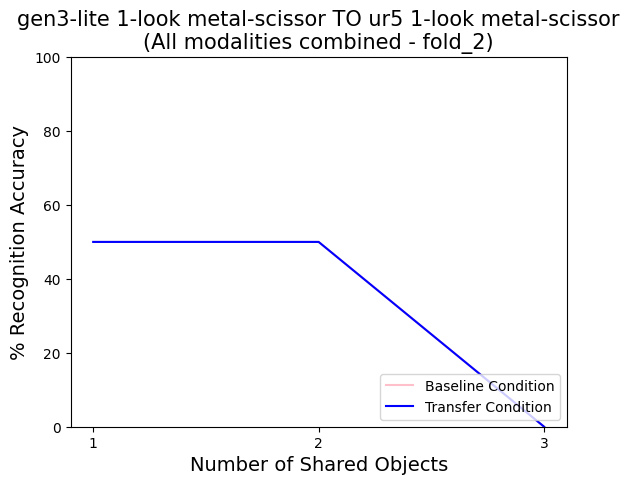 gen3-lite 1-look metal-scissor TO ur5 1-look metal-scissor
(All modalities combined - fold_2)
% Recognition Accuracy
100
80
60
40
20
0
Baseline Condition
Transfer Condition
1 2 3
Number of Shared Objects